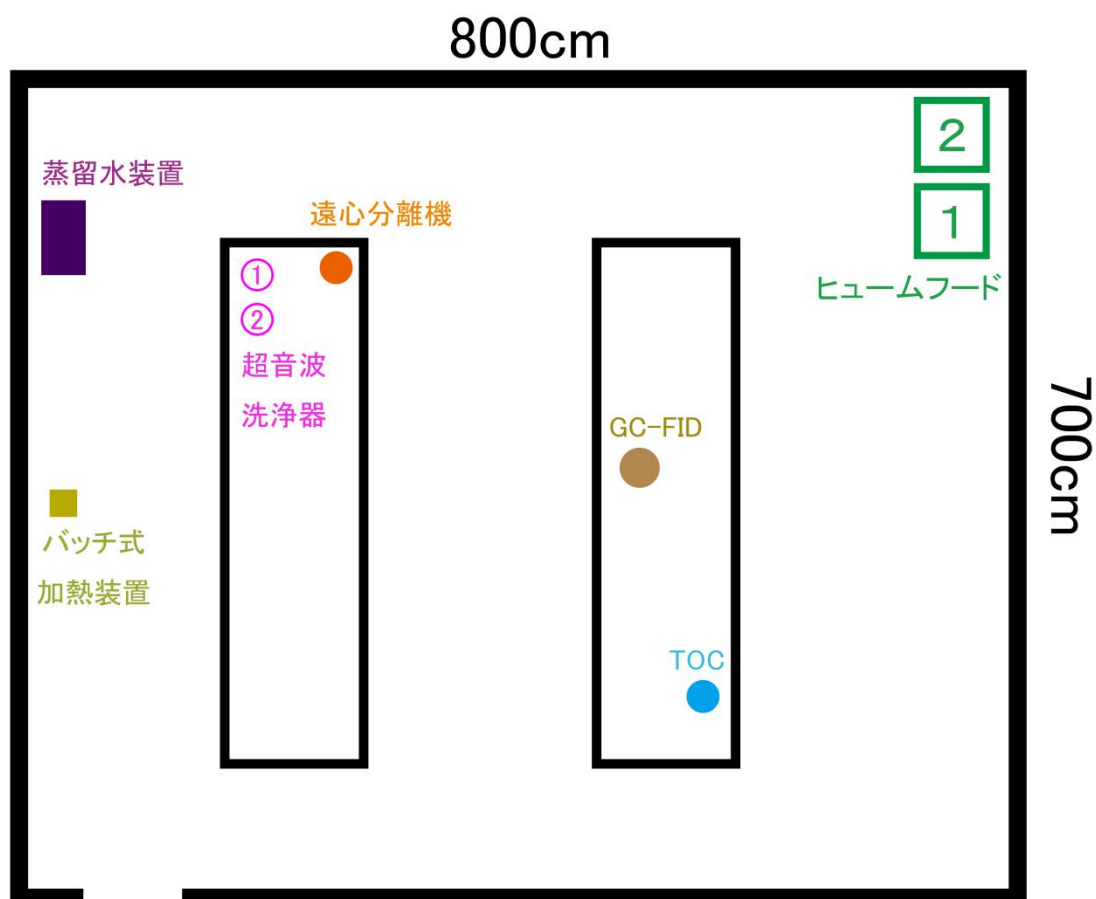 800cm
2
蒸留水装置
遠心分離機
1
①
ヒュームフード
②
超音波
700cm
洗浄器
GC-FID
バッチ式
加熱装置
TOC